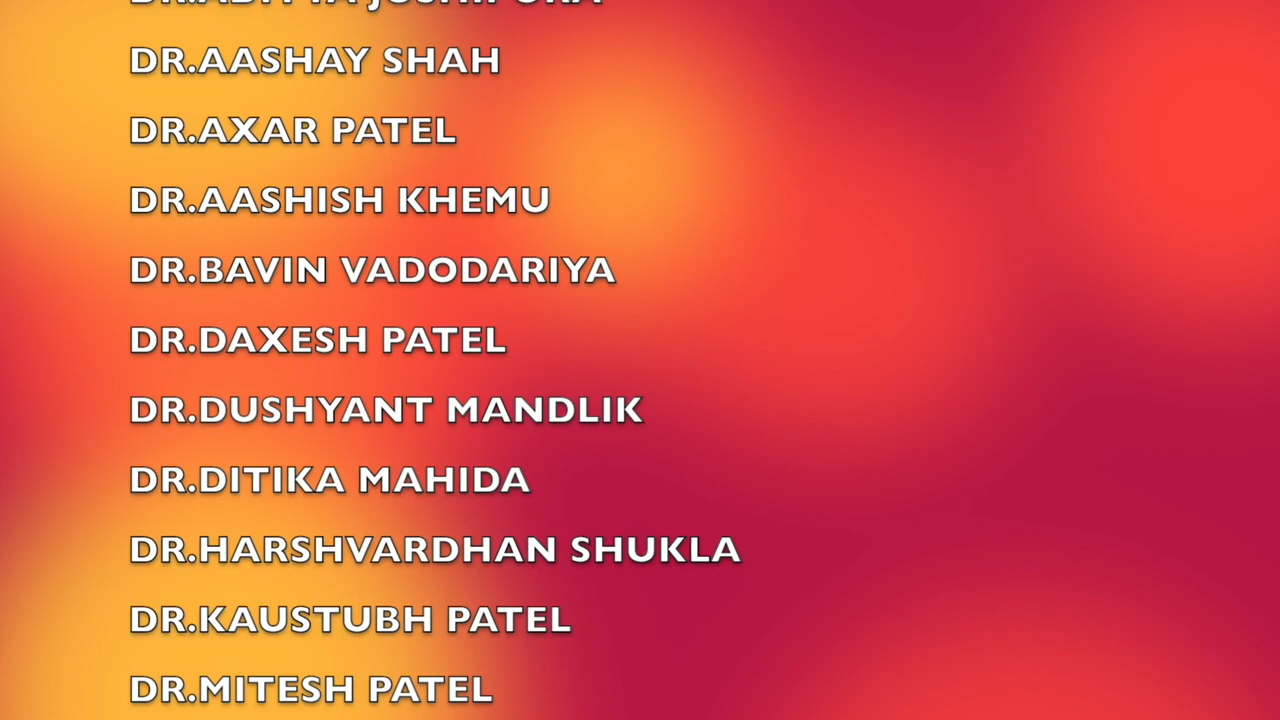 DR.AASHAY SHAH
DR.AXAR PATEL
DR.AASHISH KHEMU
DR.BAVIN VADODARIYA
DR.DAXESH PATEL
DR.DUSHYANT MANDLIK
DR.DITIKA MAHIDA
DR.HARSHVARDHAN SHUKLA
DR.KAUSTUBH PATEL
DR.MITESH PATEL